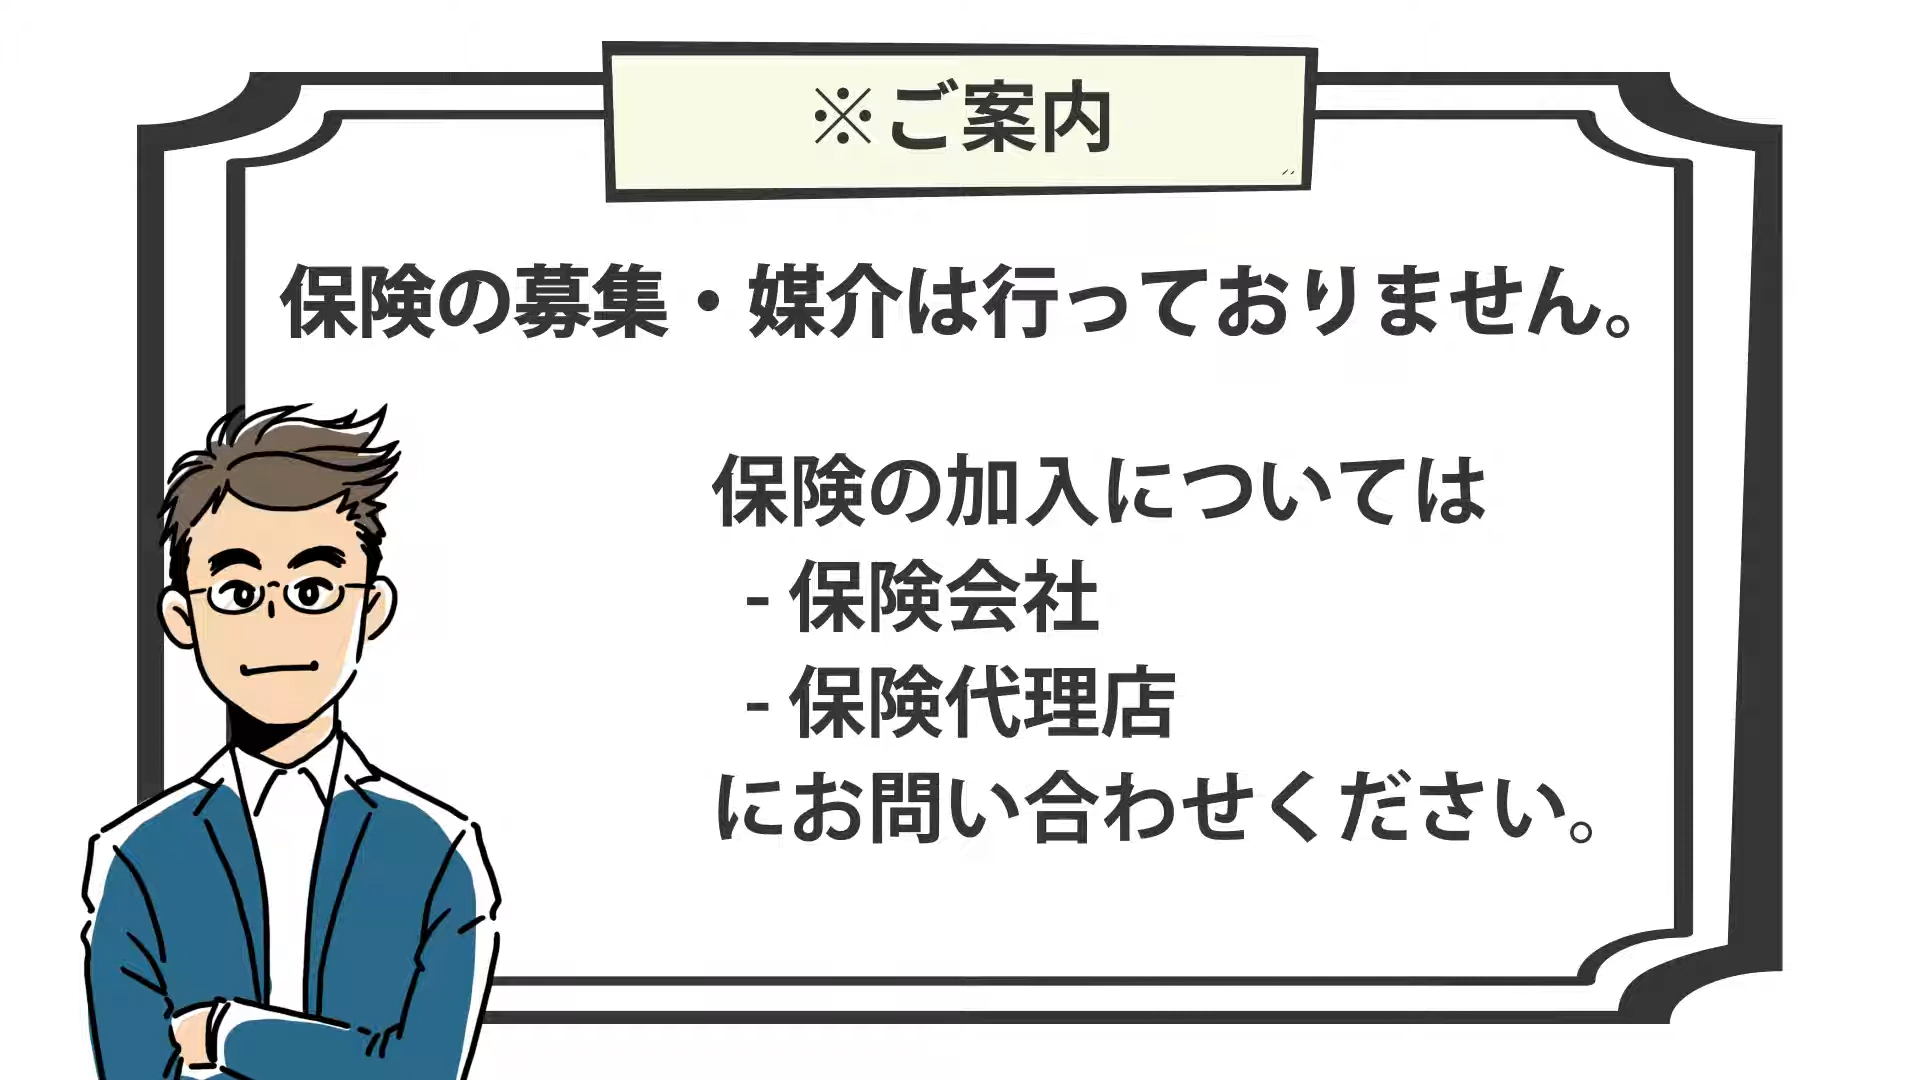 ※ご案内
保険の募集・媒介は行っておりません。
保険の加入については
- 保険会社
- 保険代理店
にお問い合わせください。